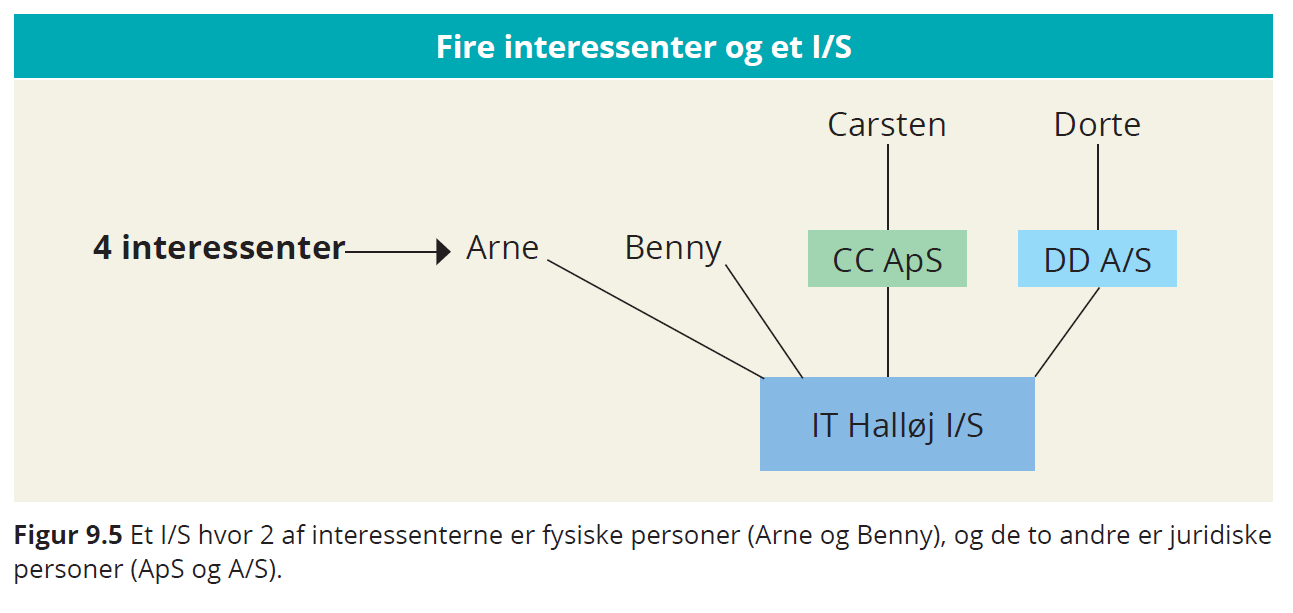 Fire interessenter og et I/S
Carsten
Dorte
4 interessenter
Arne
Benny
CC ApS
DD A/S
IT Halløj I/S
Figur 9.5 Et I/S hvor 2 af interessenterne er fysiske personer (Arne og Benny), og de to andre er juridiske
personer (ApS og A/S).